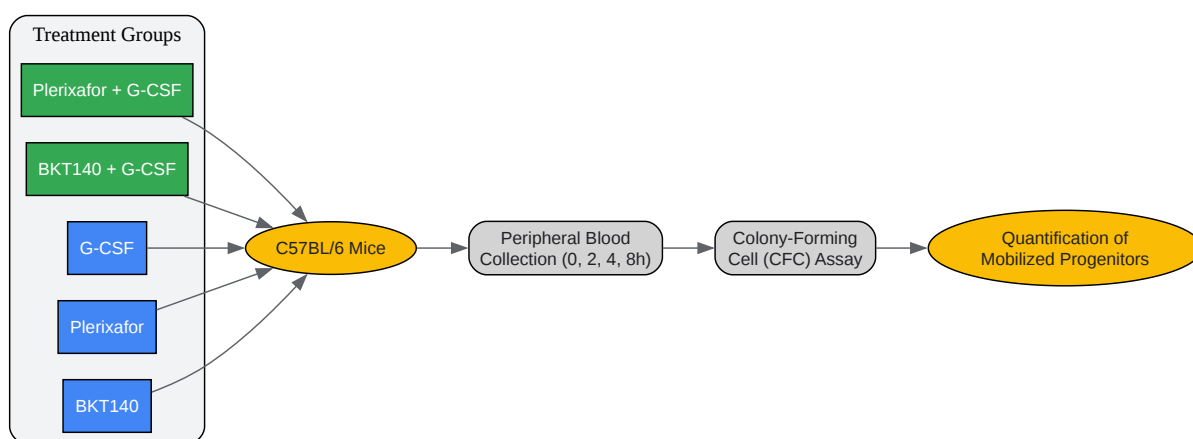 Treatment Groups
Plerixafor + G-CSF
BKT140 + G-CSF
G-CSF
Plerixafor
BKT140
C57BL/6 Mice
Peripheral Blood
Collection (0, 2, 4, 8h)
Colony-Forming
Cell (CFC) Assay
Quantification of
Mobilized Progenitors